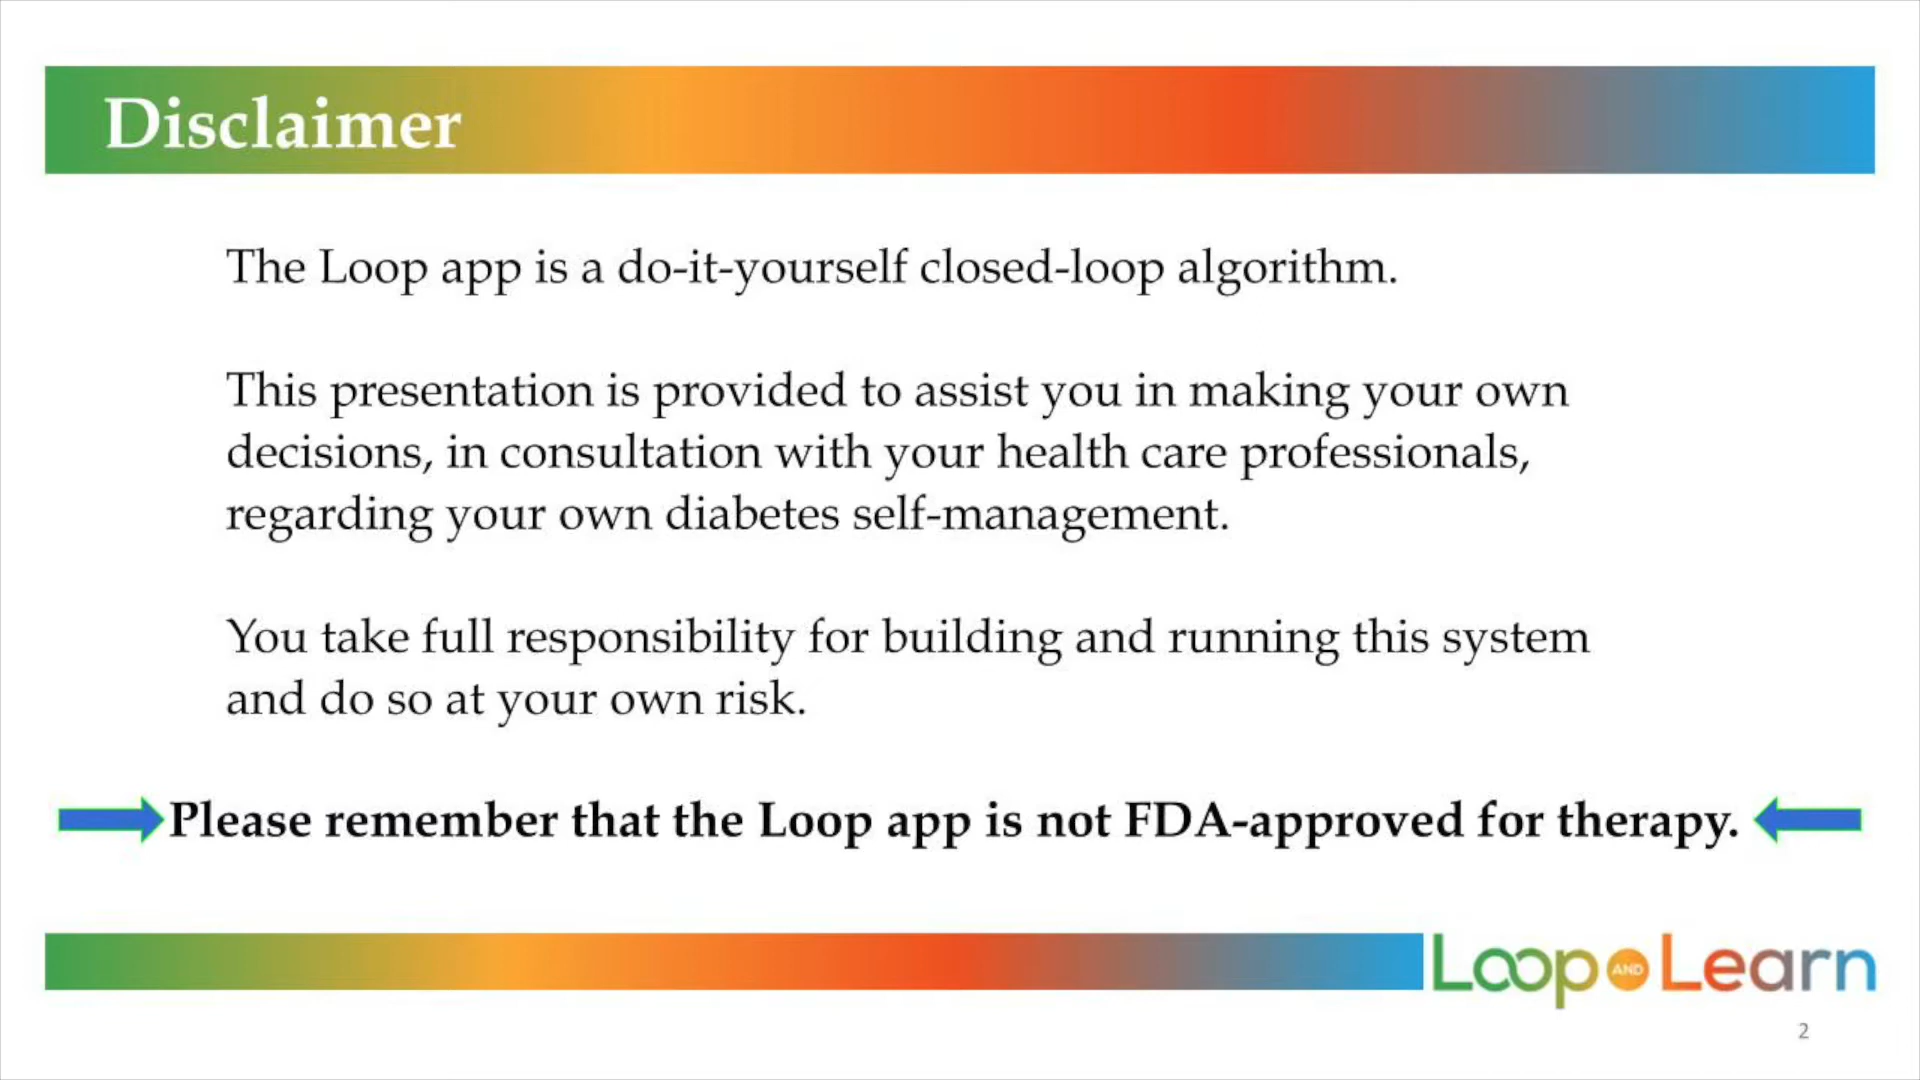 Disclaimer
The Loop app is a do-it-yourself closed-loop algorithm.
This presentation is provided to assist you in making your own
decisions, in consultation with your health care professionals,
regarding your own diabetes self-management.
You take full responsibility for building and running this system
and do so at your own risk.
Please remember that the Loop app is not FDA-approved for therapy.
Loop AND Learn
2